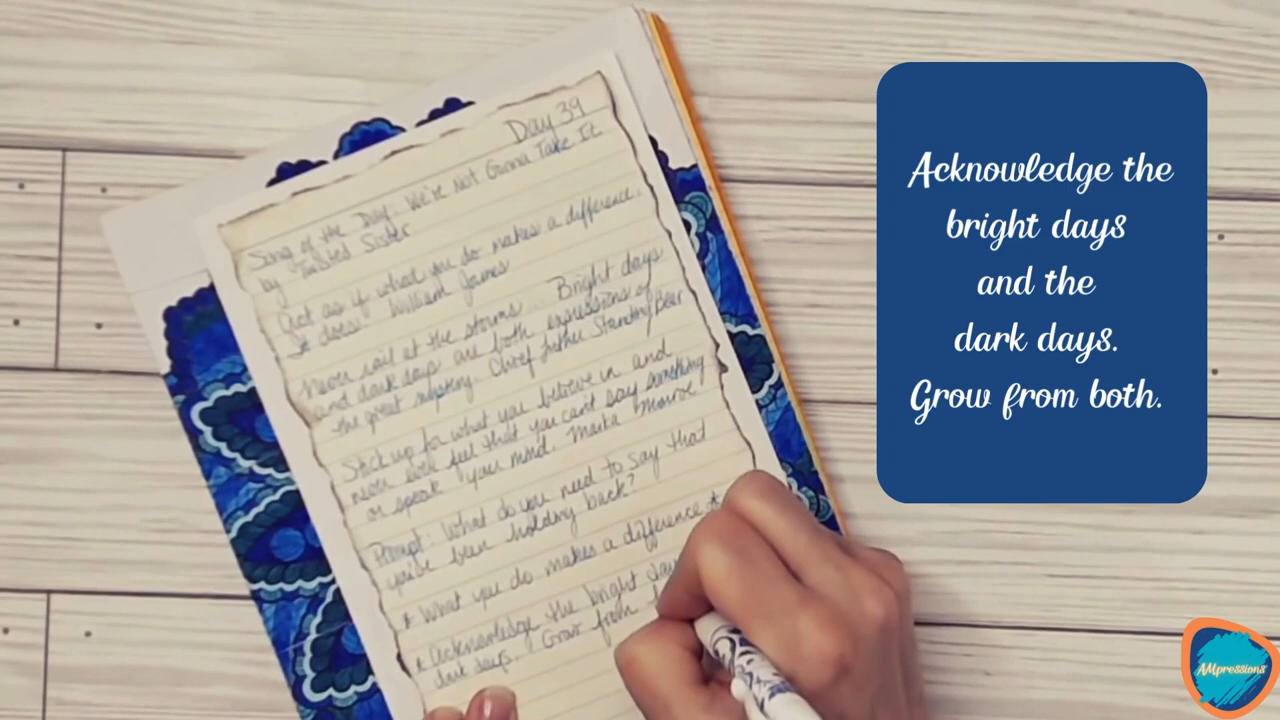 Day 39
Song of the Day: We're Not Gonna Take It
by Twisted Sister
Act as if what you do makes a difference.
It does. William James
Never rail at the storms Bright days
and dark days are both expressions of
the great mystery. Chief Luther Standing Bear
Stick up for what you believe in and
never ever feel that you can't say something
or speak your mind. Marka Monroe
Prompt: What do you need to say that
you've been holding back?
* What you do makes a difference *
* Acknowledge the bright day
dark days. Grow from
Acknowledge the
bright days
and the
dark days.
Grow from both.
AMpressions